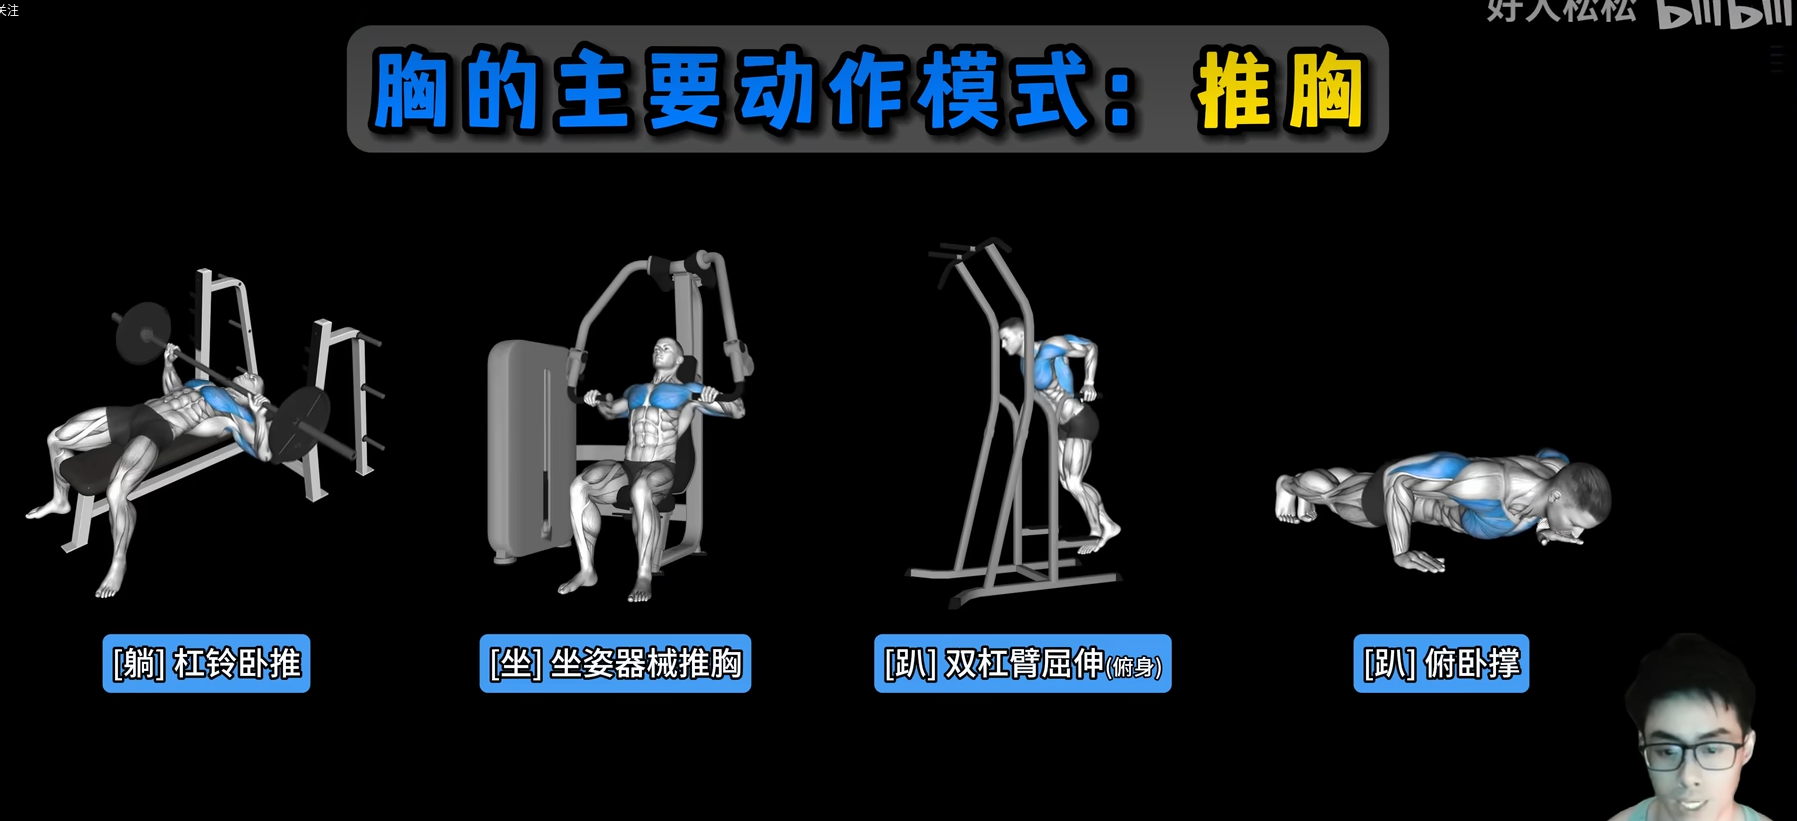 关注
好人松松 bilibili
胸的主要动作模式：推胸
[躺] 杠铃卧推
[坐] 坐姿器械推胸
[趴] 双杠臂屈伸(俯身)
[趴] 俯卧撑